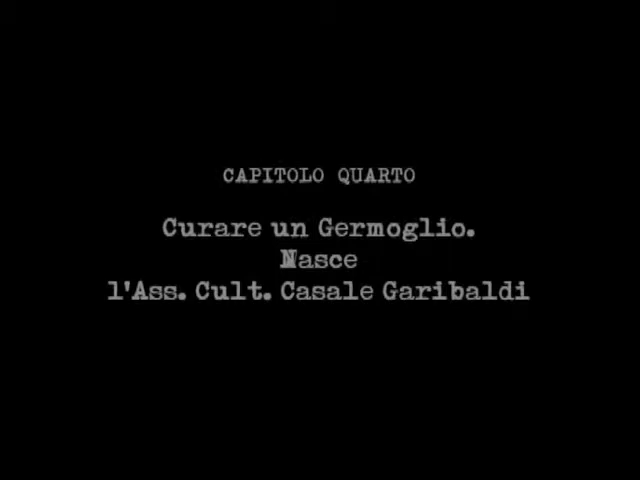 CAPITOLO QUARTO
Curare un Germoglio.
Nasce
l'Ass. Cult. Casale Garibaldi